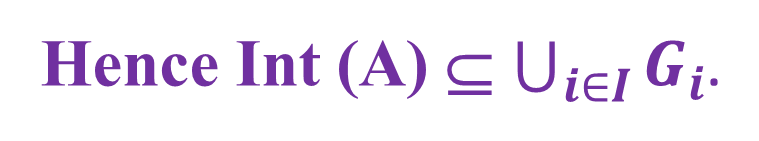 Hence Int (A) ⊆ ⋃_{i∈I} G_i.